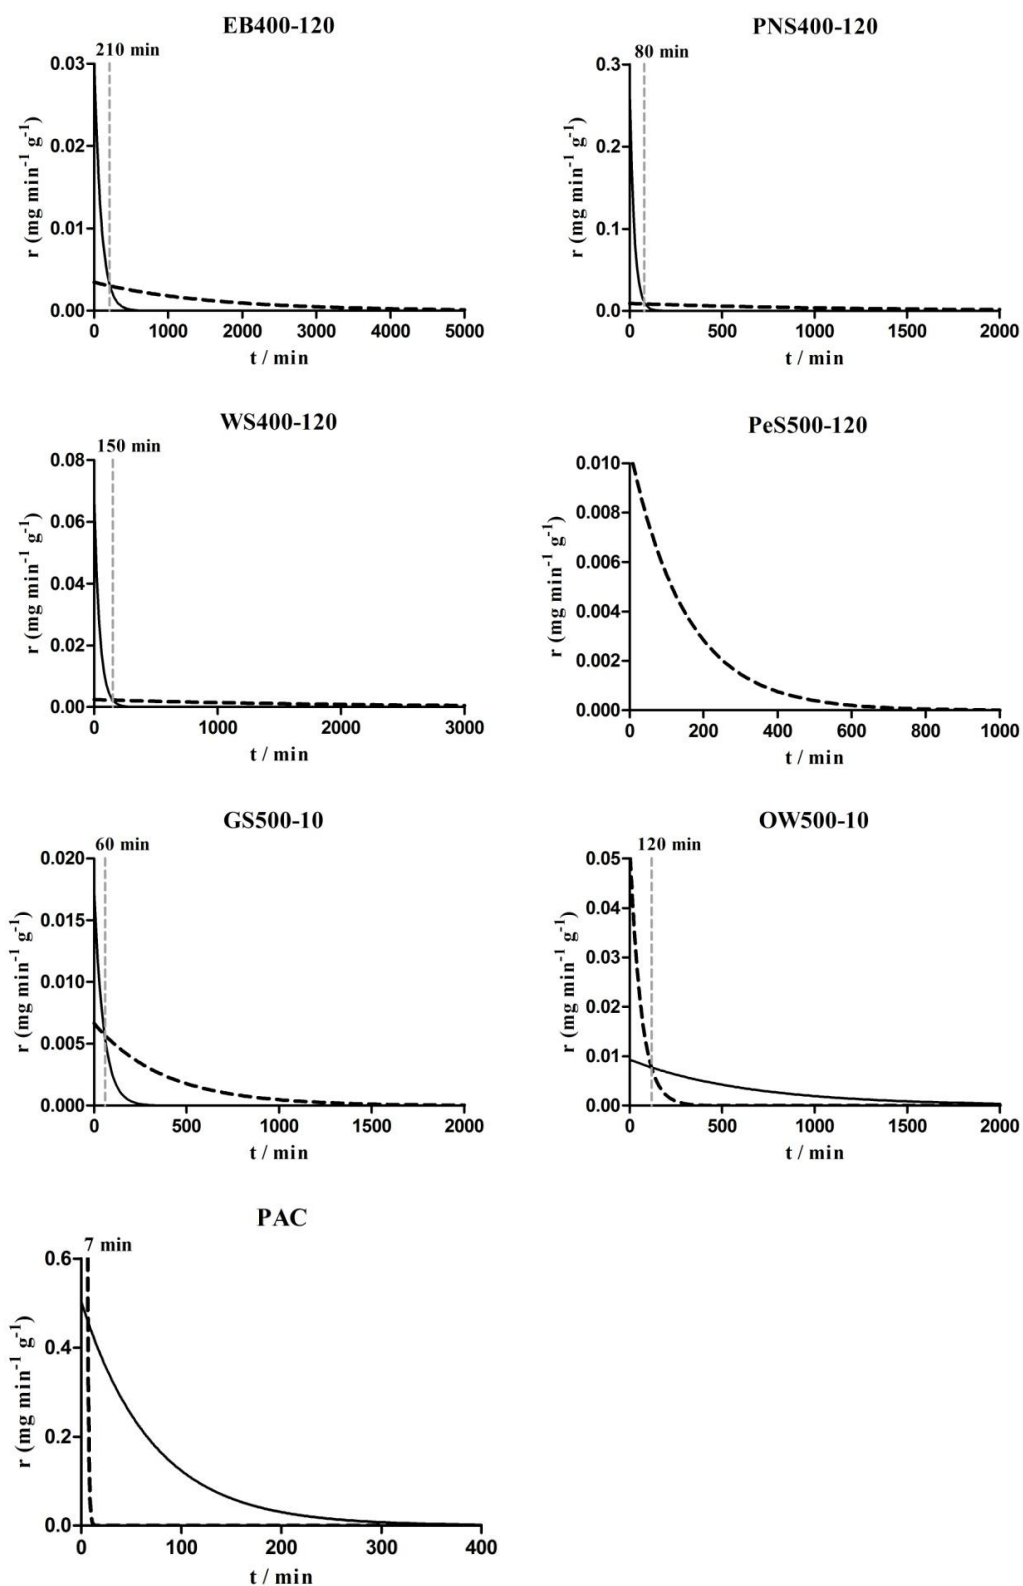 EB400-120
210 min
r (mg min⁻¹ g⁻¹)
0.03
0.02
0.01
0.00
0 1000 2000 3000 4000 5000
t / min
PNS400-120
80 min
r (mg min⁻¹ g⁻¹)
0.3
0.2
0.1
0.0
0 500 1000 1500 2000
t / min
WS400-120
150 min
r (mg min⁻¹ g⁻¹)
0.08
0.06
0.04
0.02
0.00
0 1000 2000 3000
t / min
PeS500-120
r (mg min⁻¹ g⁻¹)
0.010
0.008
0.006
0.004
0.002
0.000
0 200 400 600 800 1000
t / min
GS500-10
60 min
r (mg min⁻¹ g⁻¹)
0.020
0.015
0.010
0.005
0.000
0 500 1000 1500 2000
t / min
OW500-10
120 min
r (mg min⁻¹ g⁻¹)
0.05
0.04
0.03
0.02
0.01
0.00
0 500 1000 1500 2000
t / min
PAC
7 min
r (mg min⁻¹ g⁻¹)
0.6
0.4
0.2
0.0
0 100 200 300 400
t / min